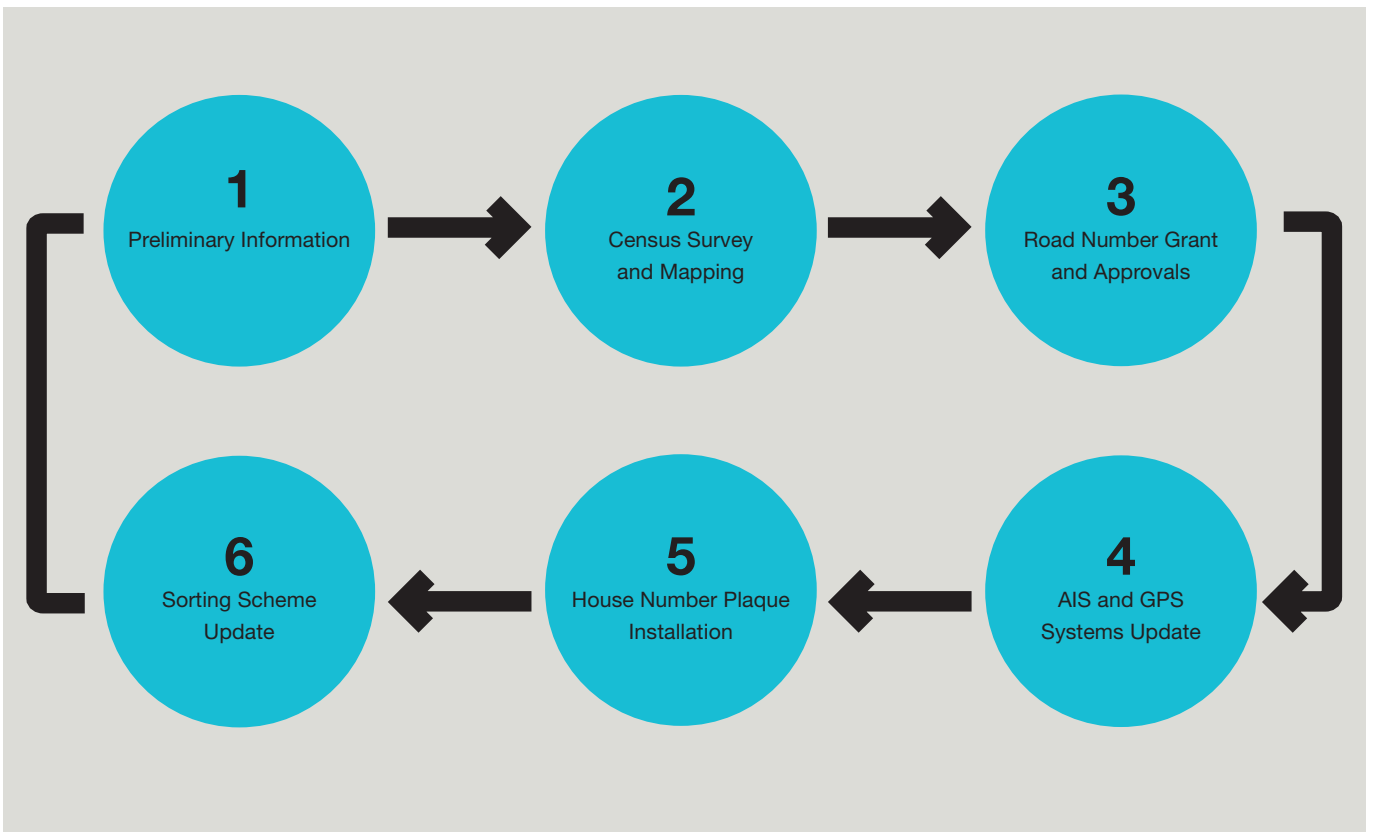 1
Preliminary Information
2
Census Survey
and Mapping
3
Road Number Grant
and Approvals
4
AIS and GPS
Systems Update
5
House Number Plaque
Installation
6
Sorting Scheme
Update